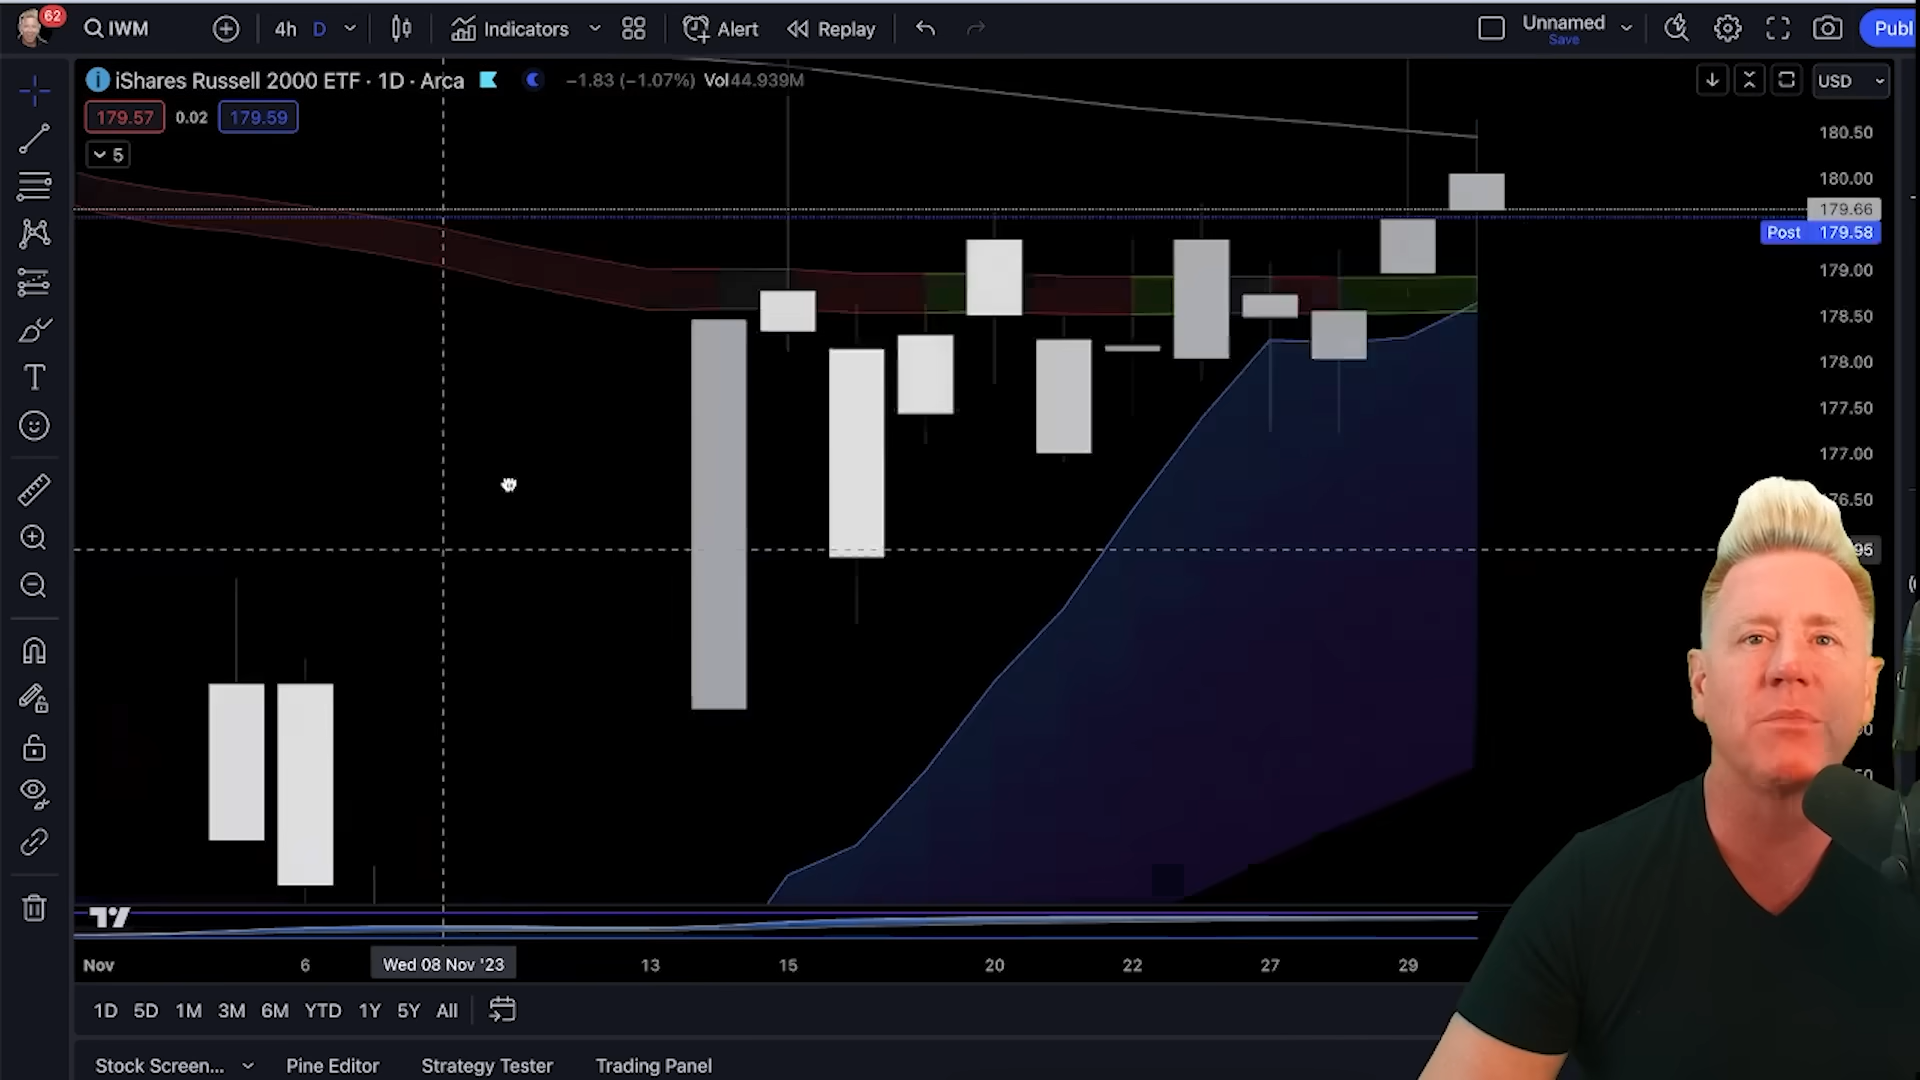 62
IWM
4h D
Indicators
Alert
Replay
Unnamed
Save
Publ
iShares Russell 2000 ETF · 1D · Arca
−1.83 (−1.07%) Vol44.939M
USD
179.57 0.02 179.59
5
180.50
180.00
179.66
Post 179.58
179.00
178.50
178.00
177.50
177.00
176.50
95
50
Nov 6 Wed 08 Nov '23 13 15 20 22 27 29
1D 5D 1M 3M 6M YTD 1Y 5Y All
Stock Screen... Pine Editor Strategy Tester Trading Panel